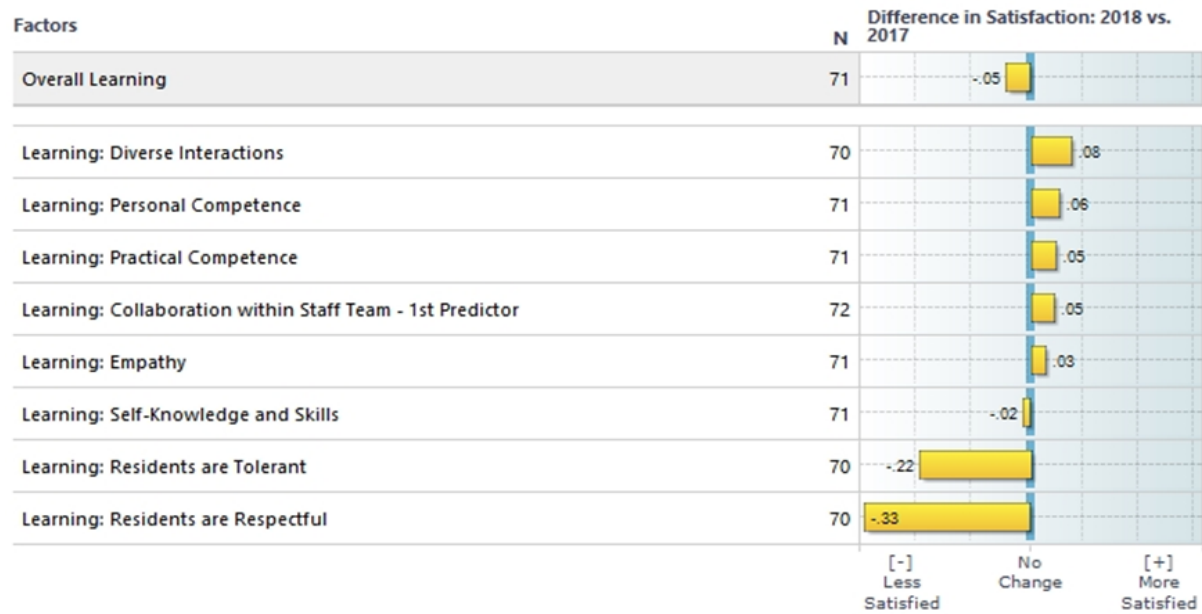 Factors
N
Difference in Satisfaction: 2018 vs.
2017
Overall Learning 71 -.05
Learning: Diverse Interactions 70 .08
Learning: Personal Competence 71 .06
Learning: Practical Competence 71 .05
Learning: Collaboration within Staff Team - 1st Predictor 72 .05
Learning: Empathy 71 .03
Learning: Self-Knowledge and Skills 71 -.02
Learning: Residents are Tolerant 70 -.22
Learning: Residents are Respectful 70 -.33
[-] No [+]
Less Change More
Satisfied Satisfied